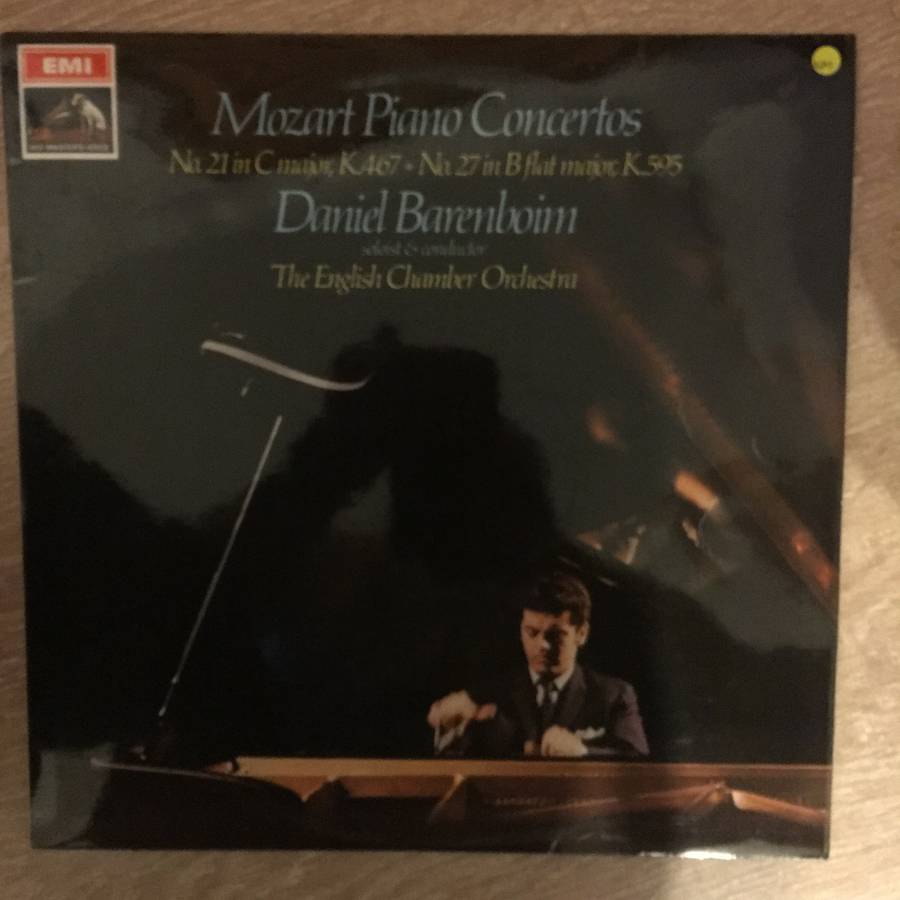 EMI
Mozart Piano Concertos
No. 21 in C major, K.467 • No. 27 in B flat major, K.595
Daniel Barenboim
soloist & conductor
The English Chamber Orchestra